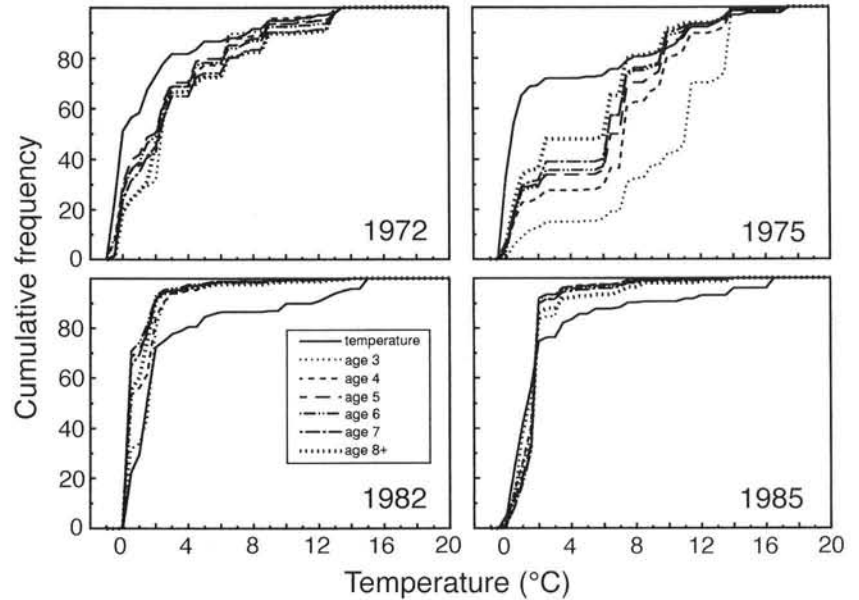 Cumulative frequency
80
60
40
20
0
1972
1975
80
60
40
20
0
temperature
age 3
age 4
age 5
age 6
age 7
age 8+
1982
1985
0 4 8 12 16 20
0 4 8 12 16 20
Temperature (°C)